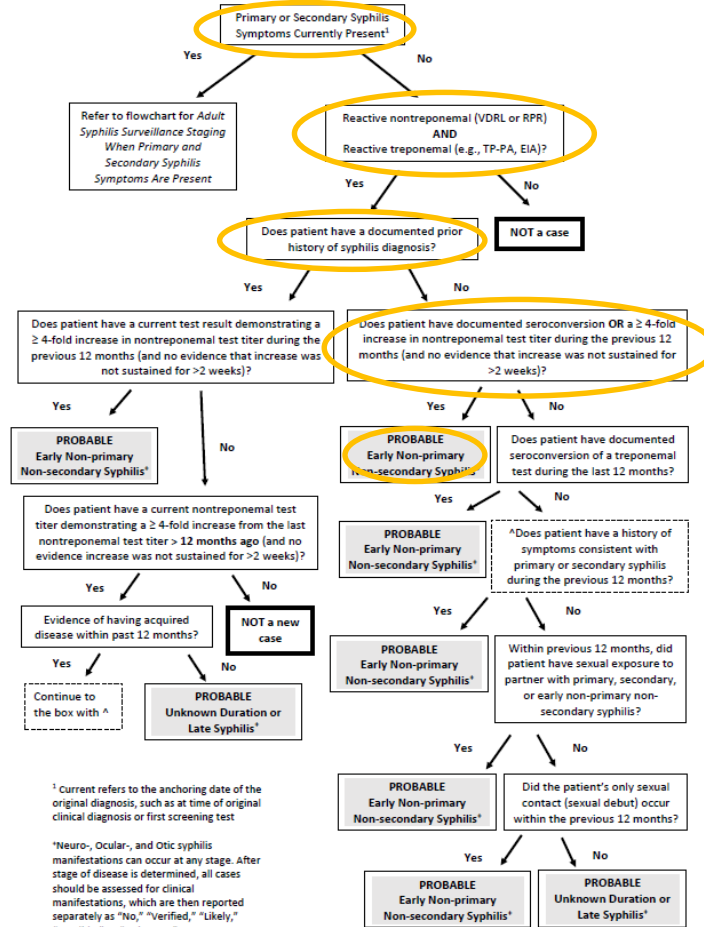 Primary or Secondary Syphilis
Symptoms Currently Present¹
Yes
No
Refer to flowchart for Adult
Syphilis Surveillance Staging
When Primary and
Secondary Syphilis
Symptoms Are Present
Reactive nontreponemal (VDRL or RPR)
AND
Reactive treponemal (e.g., TP-PA, EIA)?
Yes
No
Does patient have a documented prior
history of syphilis diagnosis?
NOT a case
Yes
No
Does patient have a current test result demonstrating a
≥ 4-fold increase in nontreponemal test titer during the
previous 12 months (and no evidence that increase was
not sustained for >2 weeks)?
Does patient have documented seroconversion OR a ≥ 4-fold
increase in nontreponemal test titer during the previous 12
months (and no evidence that increase was not sustained for
>2 weeks)?
Yes
No
Yes
No
PROBABLE
Early Non-primary
Non-secondary Syphilis*
PROBABLE
Early Non-primary
Non-secondary Syphilis*
Does patient have documented
seroconversion of a treponemal
test during the last 12 months?
Does patient have a current nontreponemal test
titer demonstrating a ≥ 4-fold increase from the last
nontreponemal test titer > 12 months ago (and no
evidence increase was not sustained for >2 weeks)?
Yes
No
PROBABLE
Early Non-primary
Non-secondary Syphilis*
^Does patient have a history of
symptoms consistent with
primary or secondary syphilis
during the previous 12 months?
Yes
No
Yes
No
Evidence of having acquired
disease within past 12 months?
NOT a new
case
PROBABLE
Early Non-primary
Non-secondary Syphilis*
Within previous 12 months, did
patient have sexual exposure to
partner with primary, secondary,
or early non-primary non-
secondary syphilis?
Yes
No
Continue to
the box with ^
PROBABLE
Unknown Duration or
Late Syphilis*
Yes
No
PROBABLE
Early Non-primary
Non-secondary Syphilis*
Did the patient's only sexual
contact (sexual debut) occur
within the previous 12 months?
Yes
No
PROBABLE
Early Non-primary
Non-secondary Syphilis*
PROBABLE
Unknown Duration or
Late Syphilis*
¹ Current refers to the anchoring date of the
original diagnosis, such as at time of original
clinical diagnosis or first screening test
*Neuro-, Ocular-, and Otic syphilis
manifestations can occur at any stage. After
stage of disease is determined, all cases
should be assessed for clinical
manifestations, which are then reported
separately as "No," "Verified," "Likely,"